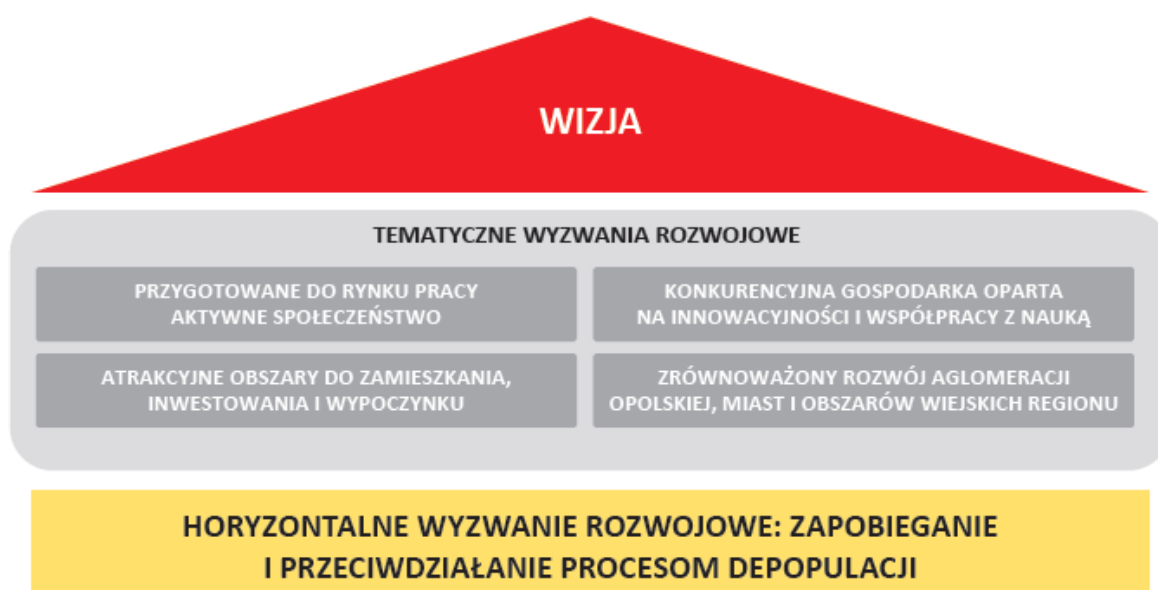 WIZJA
TEMATYCZNE WYZWANIA ROZWOJOWE
PRZYGOTOWANE DO RYNKU PRACY
AKTYWNE SPOŁECZEŃSTWO
KONKURENCYJNA GOSPODARKA OPARTA
NA INNOWACYJNOŚCI I WSPÓŁPRACY Z NAUKĄ
ATRAKCYJNE OBSZARY DO ZAMIESZKANIA,
INWESTOWANIA I WYPOCZYNKU
ZRÓWNOWAŻONY ROZWÓJ AGLOMERACJI
OPOLSKIEJ, MIAST I OBSZARÓW WIEJSKICH REGIONU
HORYZONTALNE WYZWANIE ROZWOJOWE: ZAPOBIEGANIE
I PRZECIWDZIAŁANIE PROCESOM DEPOPULACJI